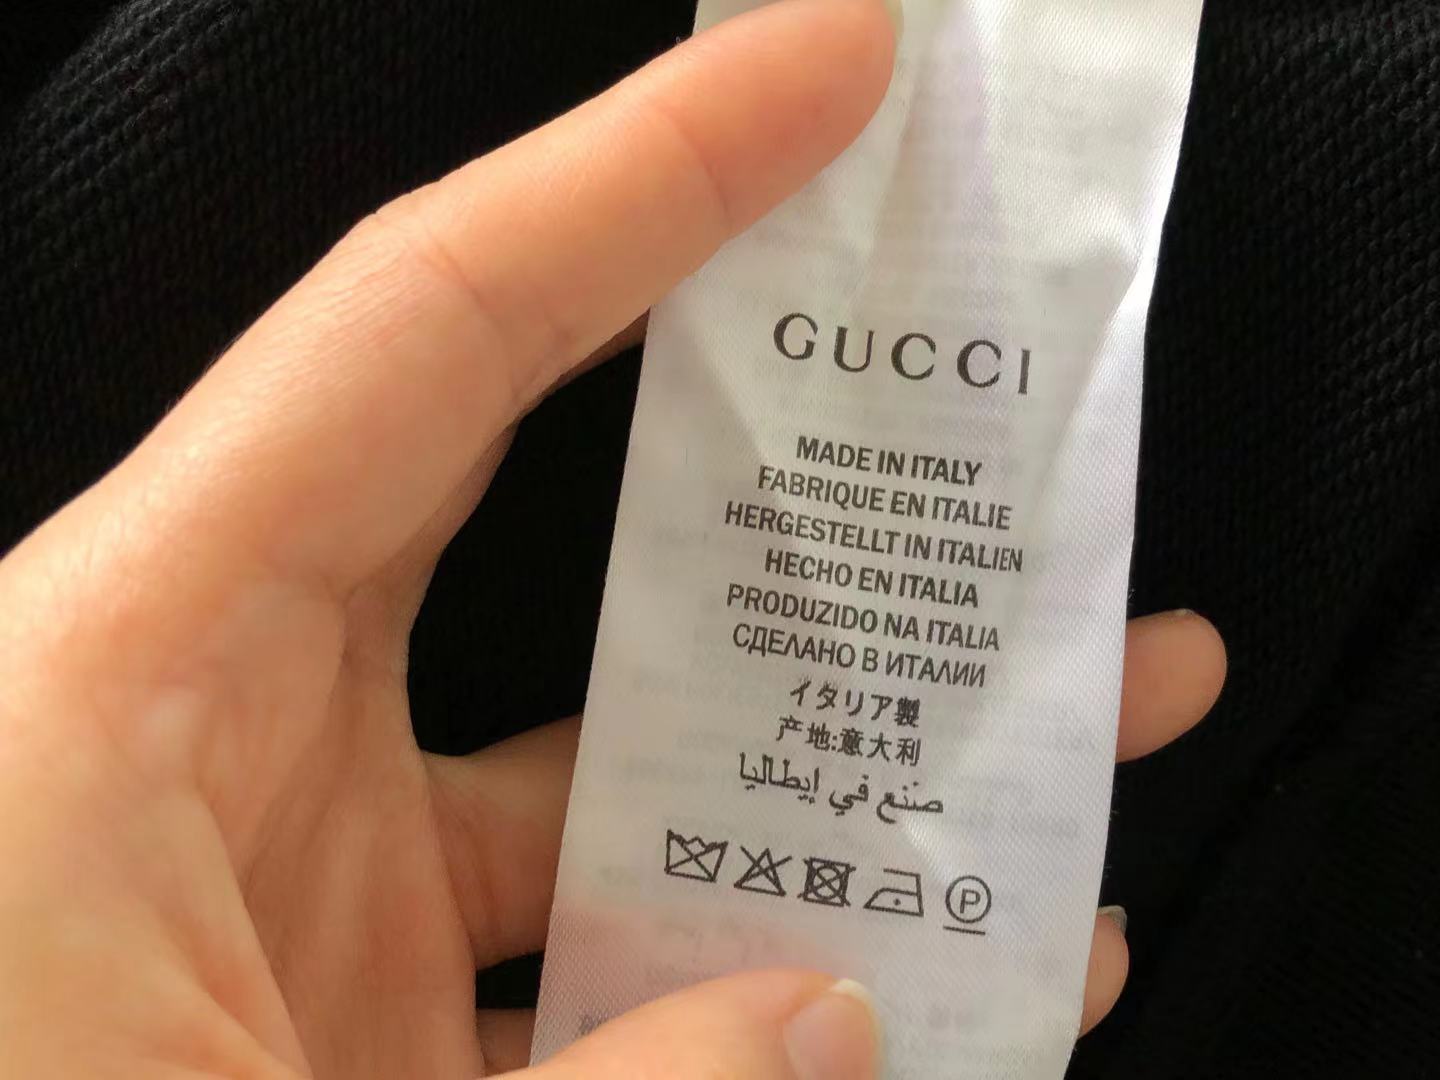 GUCCI
MADE IN ITALY
FABRIQUE EN ITALIE
HERGESTELLT IN ITALIEN
HECHO EN ITALIA
PRODUZIDO NA ITALIA
СДЕЛАНО В ИТАЛИИ
イタリア製
产地:意大利
صنع في إيطاليا
P